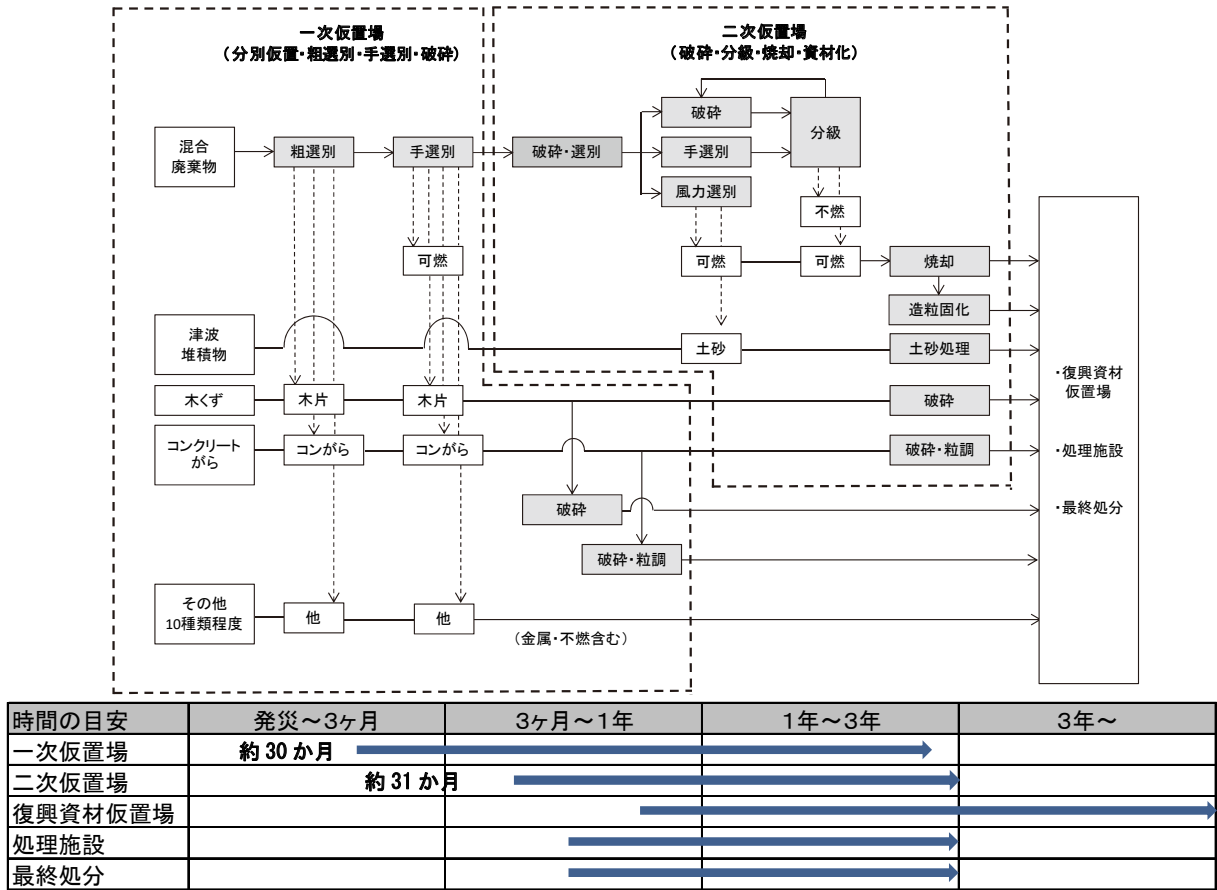 一次仮置場
（分別仮置・粗選別・手選別・破砕）
二次仮置場
（破砕・分級・焼却・資材化）
混合
廃棄物
粗選別
手選別
破砕・選別
破砕
手選別
風力選別
分級
不燃
可燃
可燃
可燃
焼却
造粒固化
津波
堆積物
土砂
土砂処理
木くず
木片
木片
破砕
コンクリート
がら
コンがら
コンがら
破砕・粒調
破砕
破砕・粒調
その他
10種類程度
他
他
（金属・不燃含む）
・復興資材
仮置場
・処理施設
・最終処分
時間の目安 発災～3ヶ月 3ヶ月～1年 1年～3年 3年～
一次仮置場 約 30 か月
二次仮置場 約 31 か月
復興資材仮置場
処理施設
最終処分